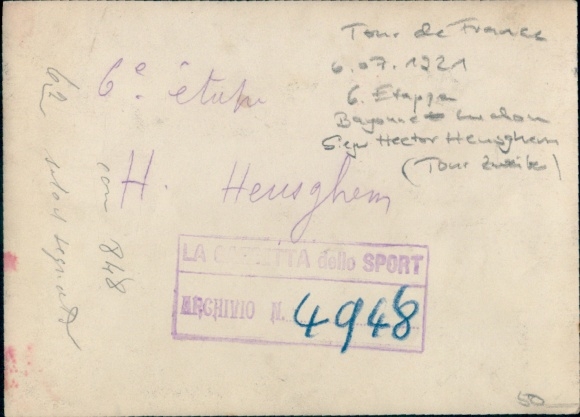 Tour de France
6.07.1921
6. Etappe
Bayonne Luchon
Sieger Hector Heusghem
(Tour Zweiter)
6e étape
H. Heusghem
LA GAZZETTA dello SPORT
ARCHIVIO N. 4948
848
50